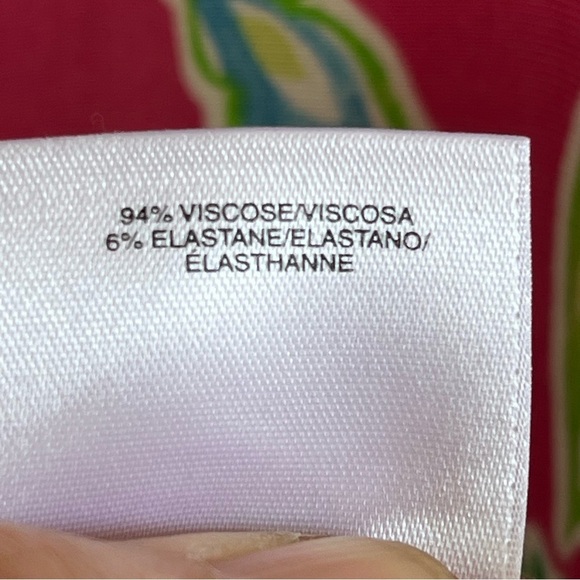 94% VISCOSE/VISCOSA
6% ELASTANE/ELASTANO/
ÉLASTHANNE